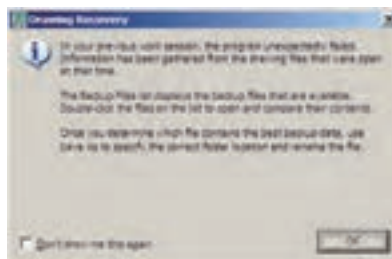 Drawing Recovery
In your previous work session, the program unexpectedly failed.
Information has been gathered from the drawing files that were open
at that time.
The Backup Files list displays the backup files that are available.
Double-click the files on the list to open and compare their contents.
Once you determine which file contains the best backup data, use
Save As to specify the correct folder location and rename the file.
Don't show me this again
OK